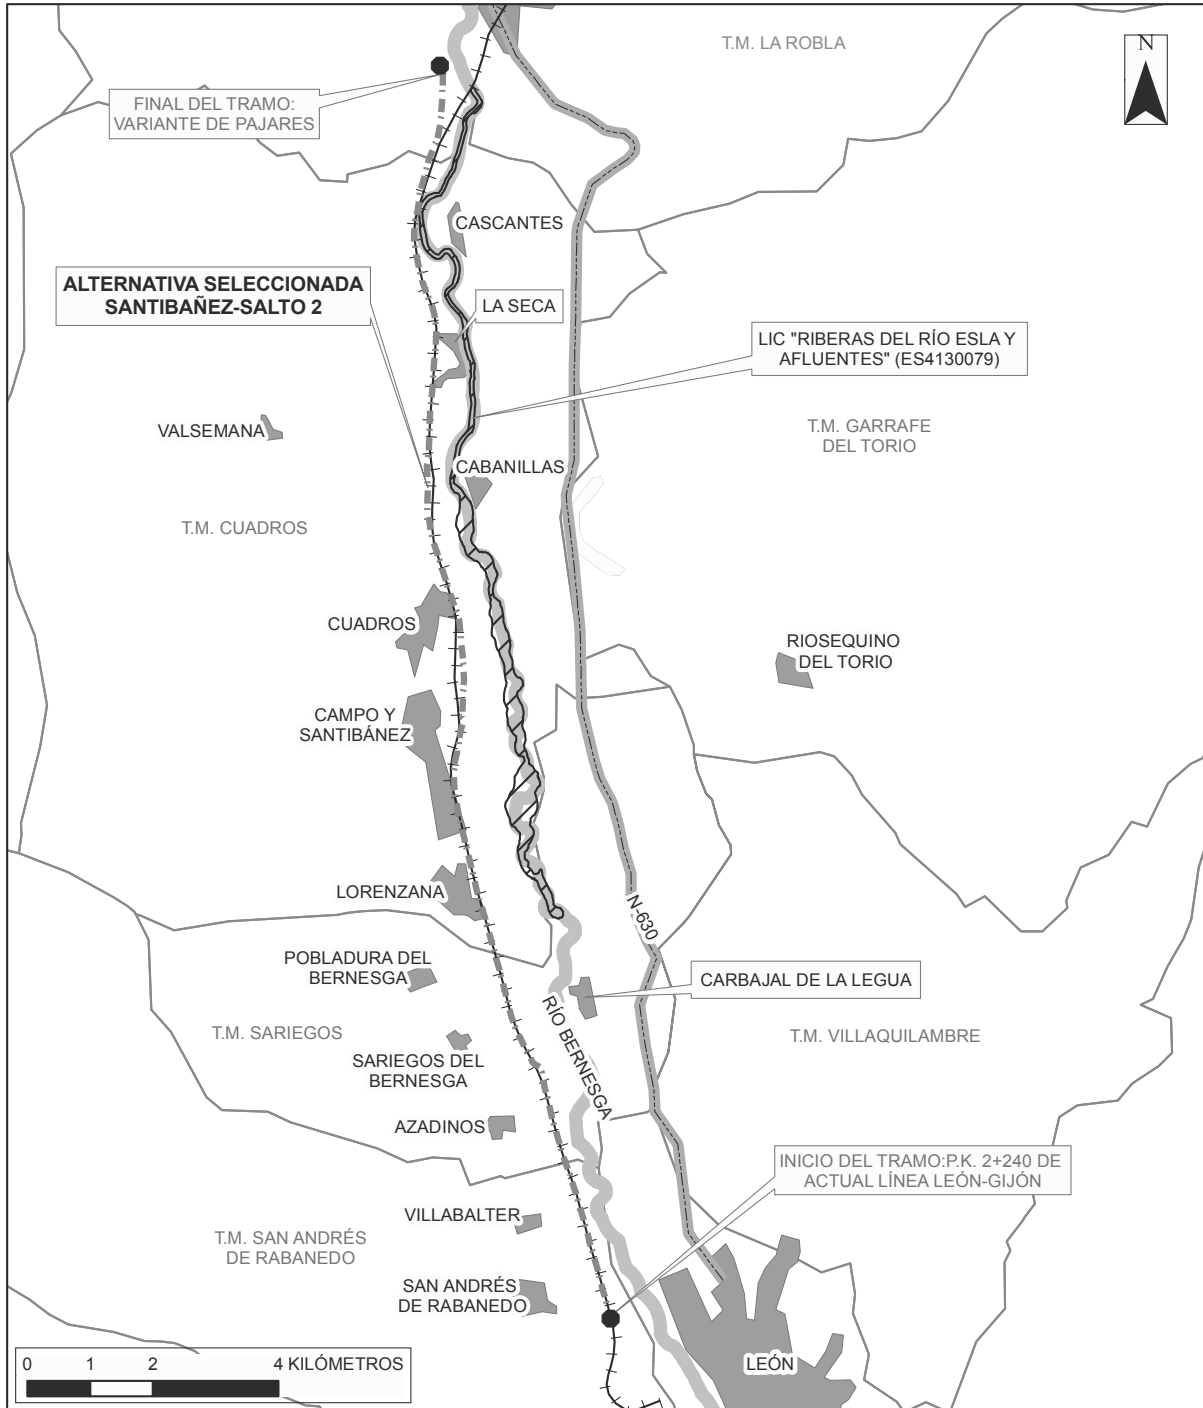 T.M. LA ROBLA
N
FINAL DEL TRAMO:
VARIANTE DE PAJARES
CASCANTES
ALTERNATIVA SELECCIONADA
SANTIBAÑEZ-SALTO 2
LA SECA
LIC "RIBERAS DEL RÍO ESLA Y
AFLUENTES" (ES4130079)
VALSEMANA
T.M. GARRAFE
DEL TORIO
CABANILLAS
T.M. CUADROS
CUADROS
RIOSEQUINO
DEL TORIO
CAMPO Y
SANTIBÁNEZ
LORENZANA
N-630
POBLADURA DEL
BERNESGA
CARBAJAL DE LA LEGUA
RÍO BERNESGA
T.M. SARIEGOS
T.M. VILLAQUILAMBRE
SARIEGOS DEL
BERNESGA
AZADINOS
INICIO DEL TRAMO:P.K. 2+240 DE
ACTUAL LÍNEA LEÓN-GIJÓN
VILLABALTER
T.M. SAN ANDRÉS
DE RABANEDO
SAN ANDRÉS
DE RABANEDO
LEÓN
0 1 2 4 KILÓMETROS